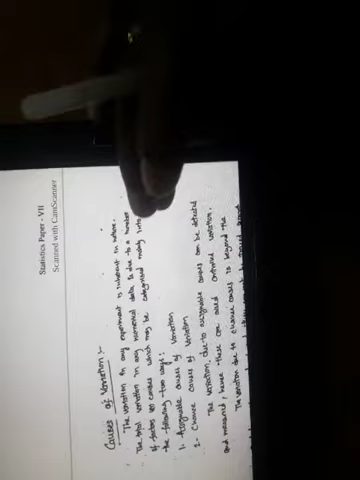 Statistics Paper - VII
Scanned with CamScanner
Causes of Variation :-
The variation in any experiment is inherent in nature.
The total variation in any numerical data is due to a number
of factors or causes which may be categorised mainly into
the following two ways:
1. Assignable causes of Variation
2.- Chance causes of Variation
The variation due to assignable causes can be detected
and measured, hence these are called controlled variation.
The variation due to chance causes is beyond the